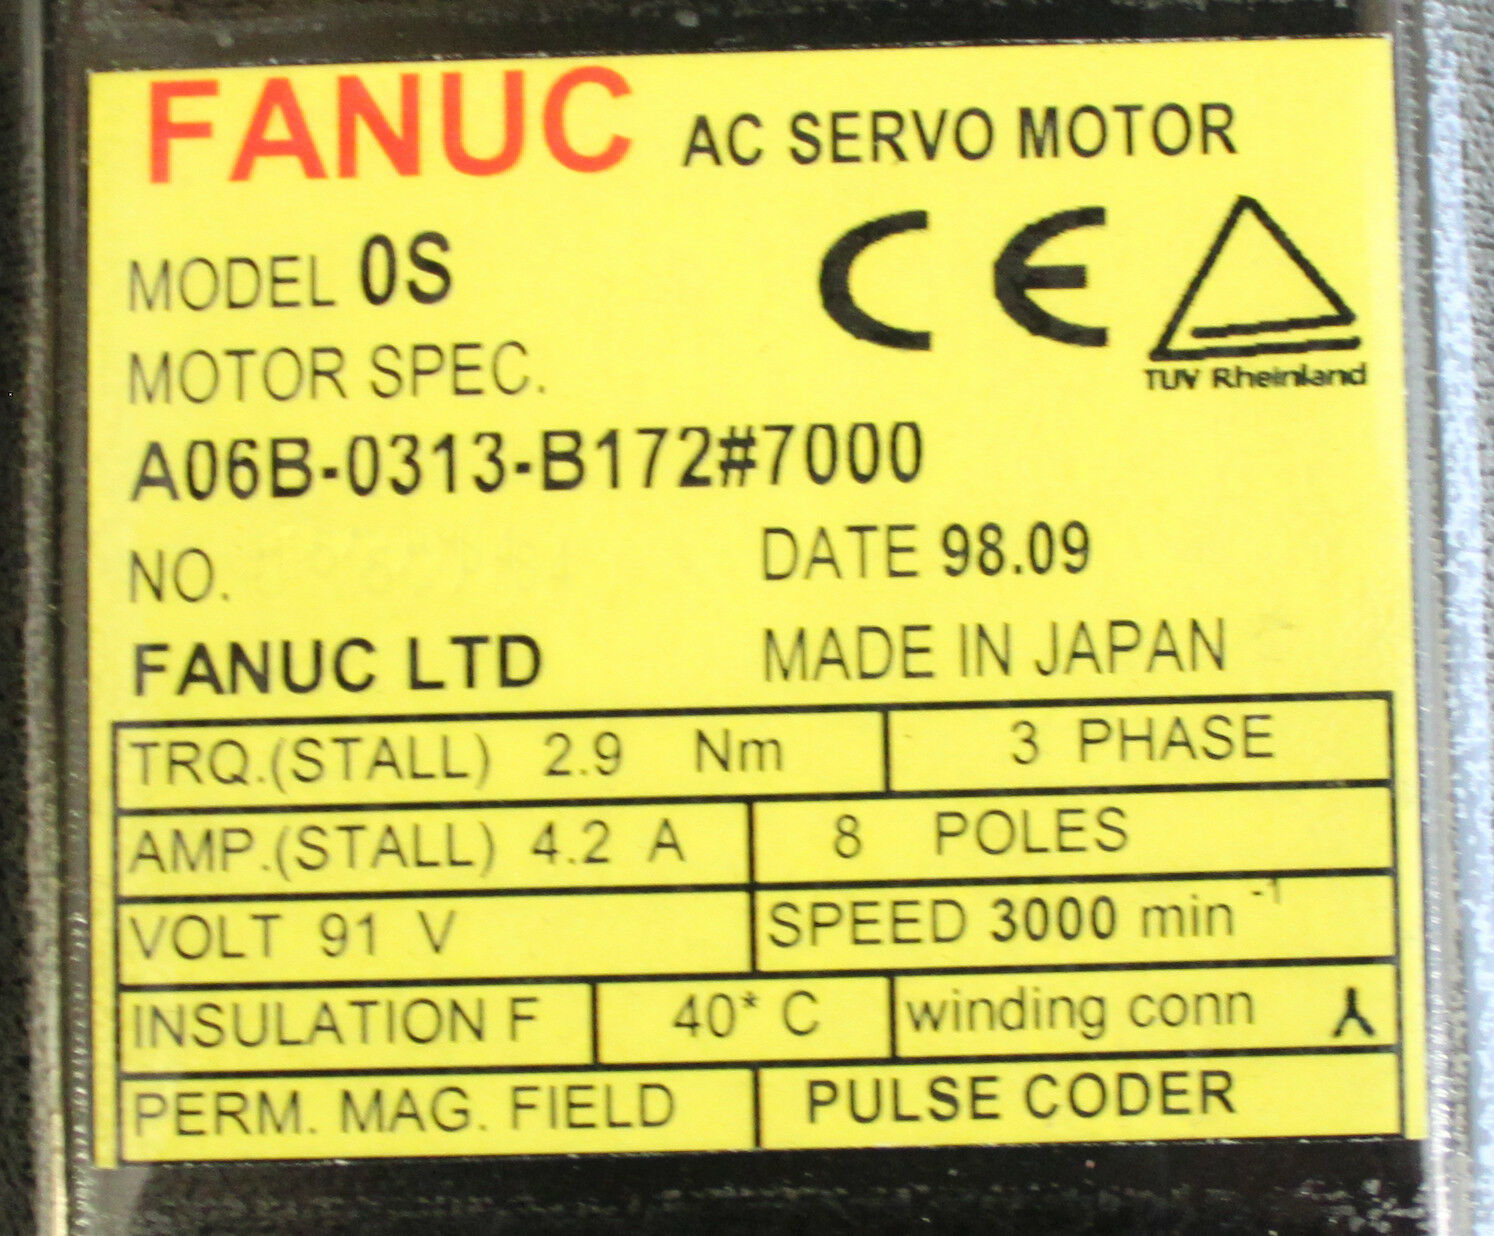 FANUC AC SERVO MOTOR
MODEL 0S
CE
MOTOR SPEC.
TUV Rheinland
A06B-0313-B172#7000
NO. DATE 98.09
FANUC LTD MADE IN JAPAN
TRQ.(STALL) 2.9 Nm 3 PHASE
AMP.(STALL) 4.2 A 8 POLES
VOLT 91 V SPEED 3000 min -1
INSULATION F 40* C winding conn
PERM. MAG. FIELD PULSE CODER